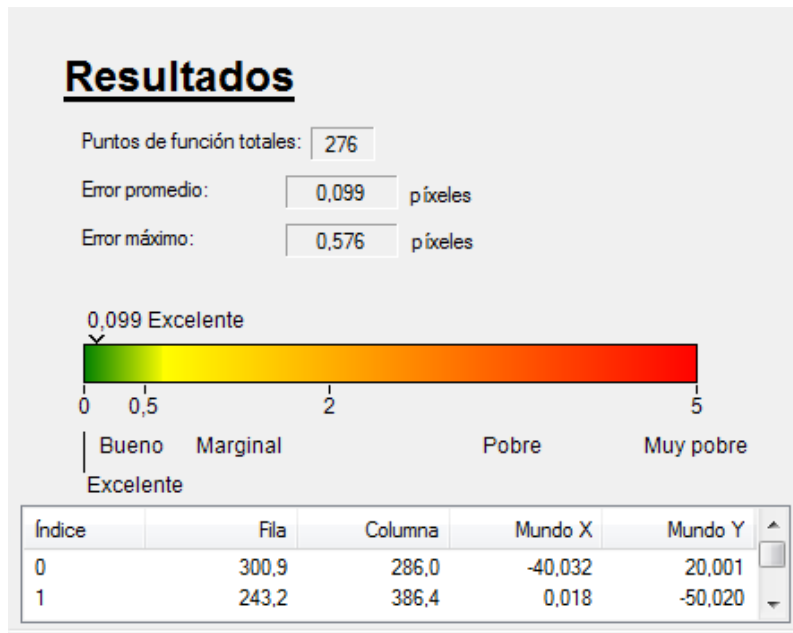 Resultados
Puntos de función totales: 276
Error promedio: 0,099 píxeles
Error máximo: 0,576 píxeles
0,099 Excelente
0 0,5 2 5
Bueno Marginal Pobre Muy pobre
Excelente
Índice Fila Columna Mundo X Mundo Y
0 300,9 286,0 -40,032 20,001
1 243,2 386,4 0,018 -50,020